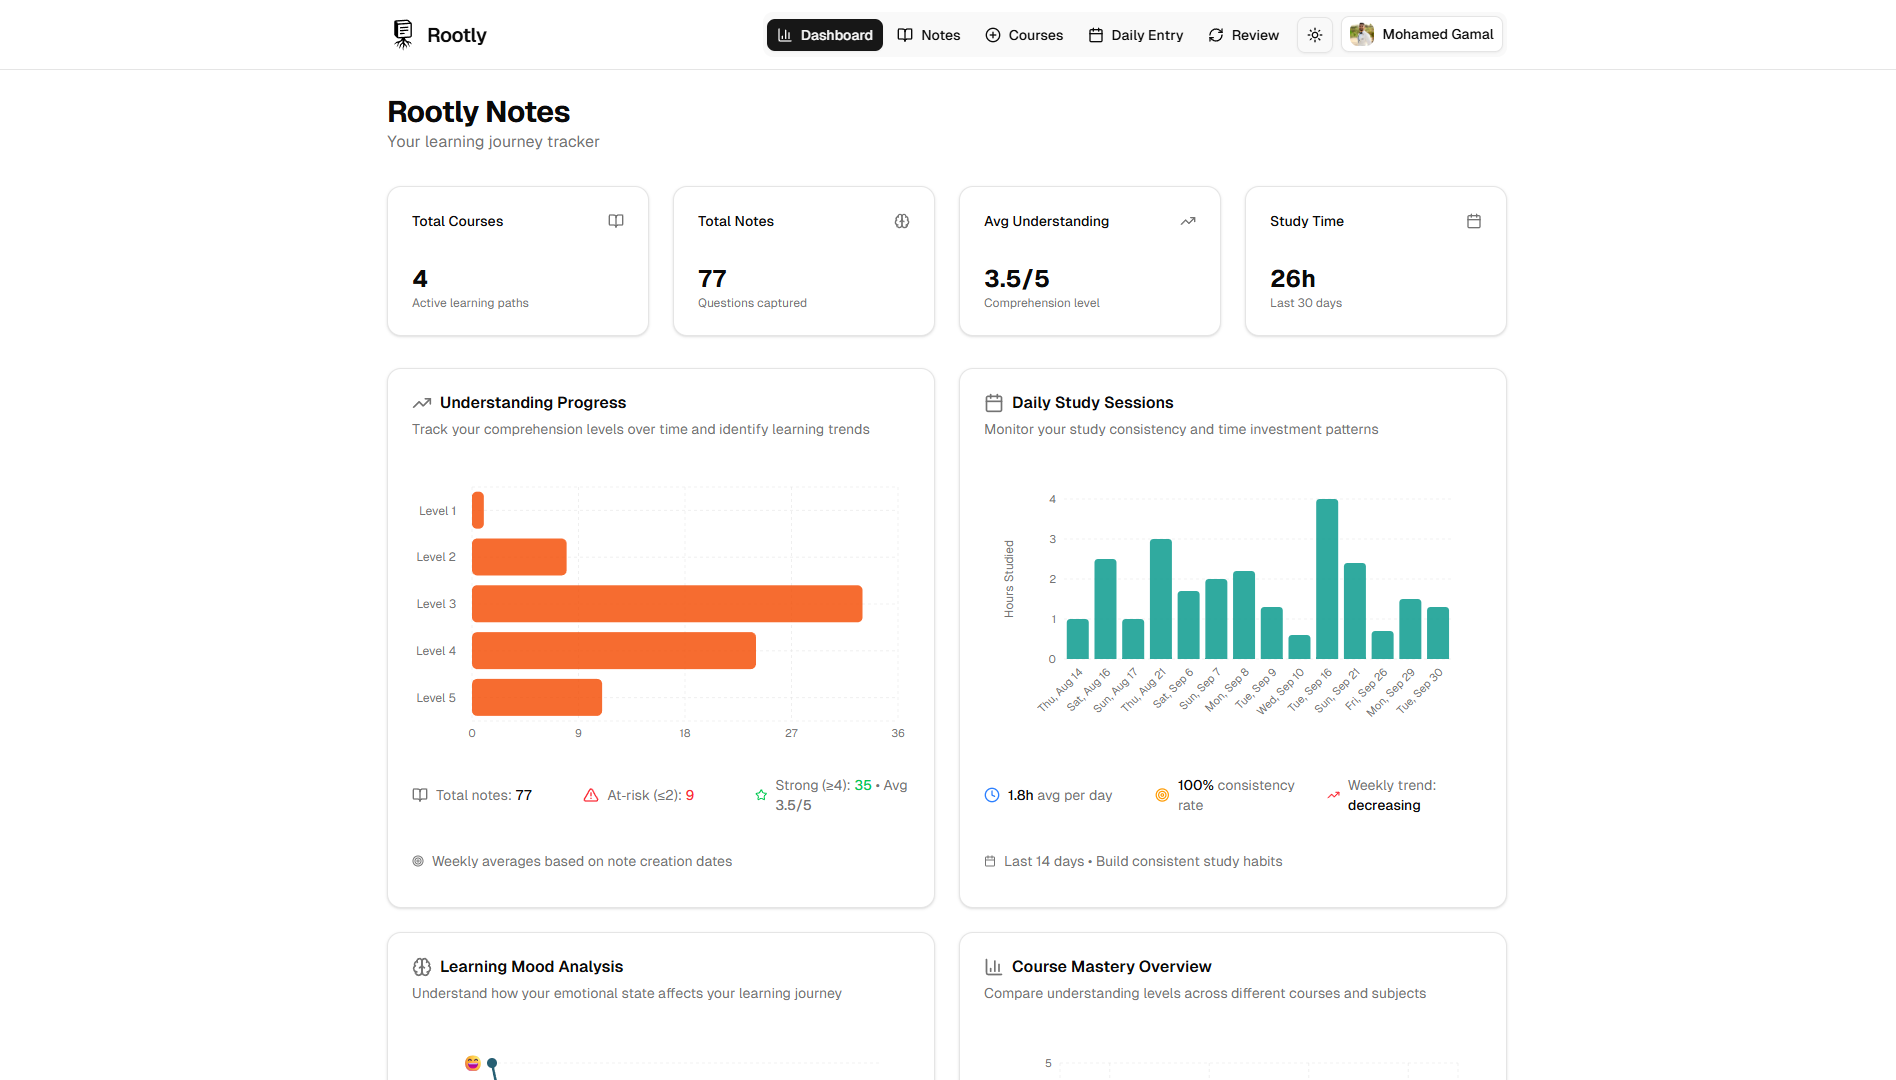 Rootly
Dashboard
Notes
Courses
Daily Entry
Review
Mohamed Gamal
Rootly Notes
Your learning journey tracker
Total Courses
4
Active learning paths
Total Notes
77
Questions captured
Avg Understanding
3.5/5
Comprehension level
Study Time
26h
Last 30 days
Understanding Progress
Track your comprehension levels over time and identify learning trends
Level 1
Level 2
Level 3
Level 4
Level 5
0 9 18 27 36
Total notes: 77
At-risk (≤2): 9
Strong (≥4): 35 • Avg
3.5/5
Weekly averages based on note creation dates
Daily Study Sessions
Monitor your study consistency and time investment patterns
Hours Studied
4
3
2
1
0
Thu, Aug 14
Sat, Aug 16
Sun, Aug 17
Thu, Aug 21
Sat, Sep 6
Sun, Sep 7
Mon, Sep 8
Tue, Sep 9
Wed, Sep 10
Tue, Sep 16
Sun, Sep 21
Fri, Sep 26
Mon, Sep 29
Tue, Sep 30
1.8h avg per day
100% consistency
rate
Weekly trend:
decreasing
Last 14 days • Build consistent study habits
Learning Mood Analysis
Understand how your emotional state affects your learning journey
Course Mastery Overview
Compare understanding levels across different courses and subjects
5